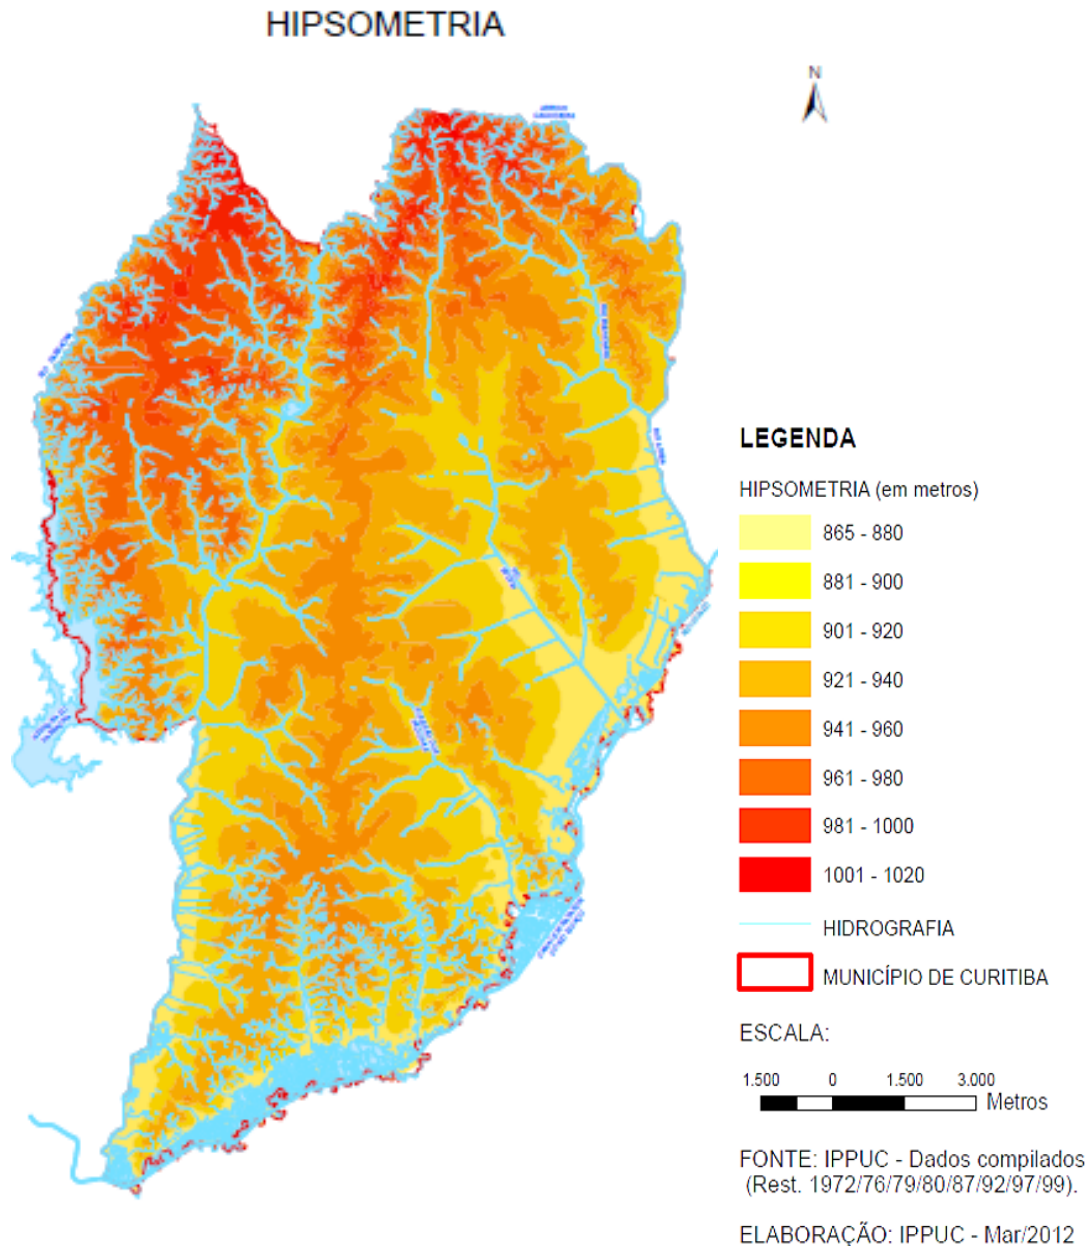 HIPSOMETRIA
N
LEGENDA
HIPSOMETRIA (em metros)
865 - 880
881 - 900
901 - 920
921 - 940
941 - 960
961 - 980
981 - 1000
1001 - 1020
HIDROGRAFIA
MUNICÍPIO DE CURITIBA
ESCALA:
1.500 0 1.500 3.000
Metros
FONTE: IPPUC - Dados compilados
(Rest. 1972/76/79/80/87/92/97/99).
ELABORAÇÃO: IPPUC - Mar/2012